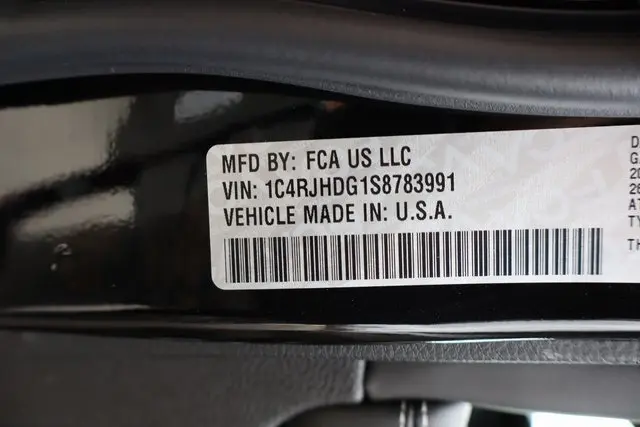 MFD BY: FCA US LLC
VIN: 1C4RJHDG1S8783991
VEHICLE MADE IN: U.S.A.